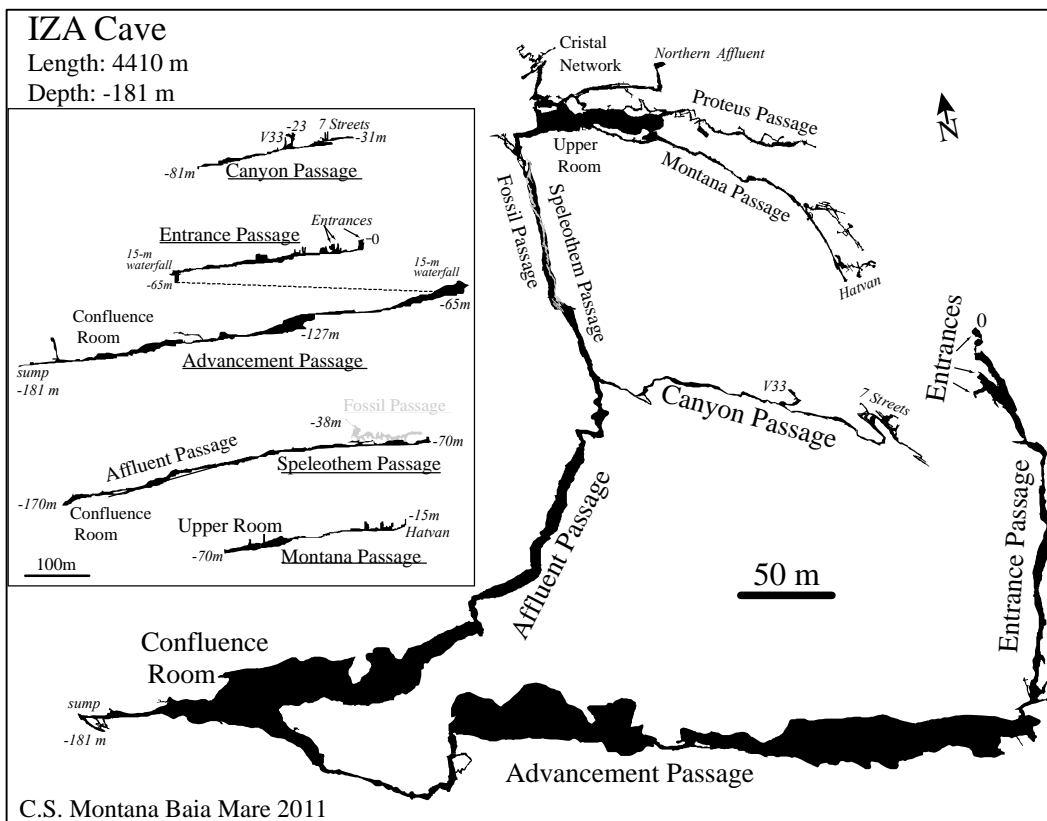 IZA Cave
Length: 4410 m
Depth: -181 m
-23
7 Streets
V33
-31m
-81m
Canyon Passage
Entrances
-0
Entrance Passage
15-m
waterfall
-65m
15-m
waterfall
-65m
Confluence
Room
-127m
Advancement Passage
sump
-181 m
Fossil Passage
-38m
-70m
Affluent Passage
Speleothem Passage
-170m
Confluence
Room
Upper Room
-15m
Hatvan
-70m
Montana Passage
100m
Cristal
Network
Northern Affluent
Proteus Passage
N
Upper
Room
Montana Passage
Fossil Passage
Speleothem Passage
Hatvan
0
Entrances
V33
7 Streets
Canyon Passage
Affluent Passage
50 m
Entrance Passage
Confluence
Room
sump
-181 m
Advancement Passage
C.S. Montana Baia Mare 2011